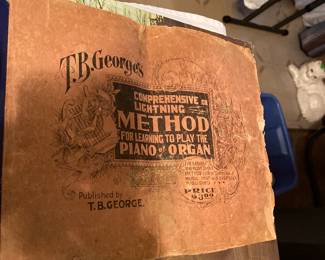 T.B.George's
COMPREHENSIVE OR
LIGHTNING
METHOD
FOR LEARNING TO PLAY THE
PIANO OR ORGAN
PRICE
Published by
T.B.GEORGE.